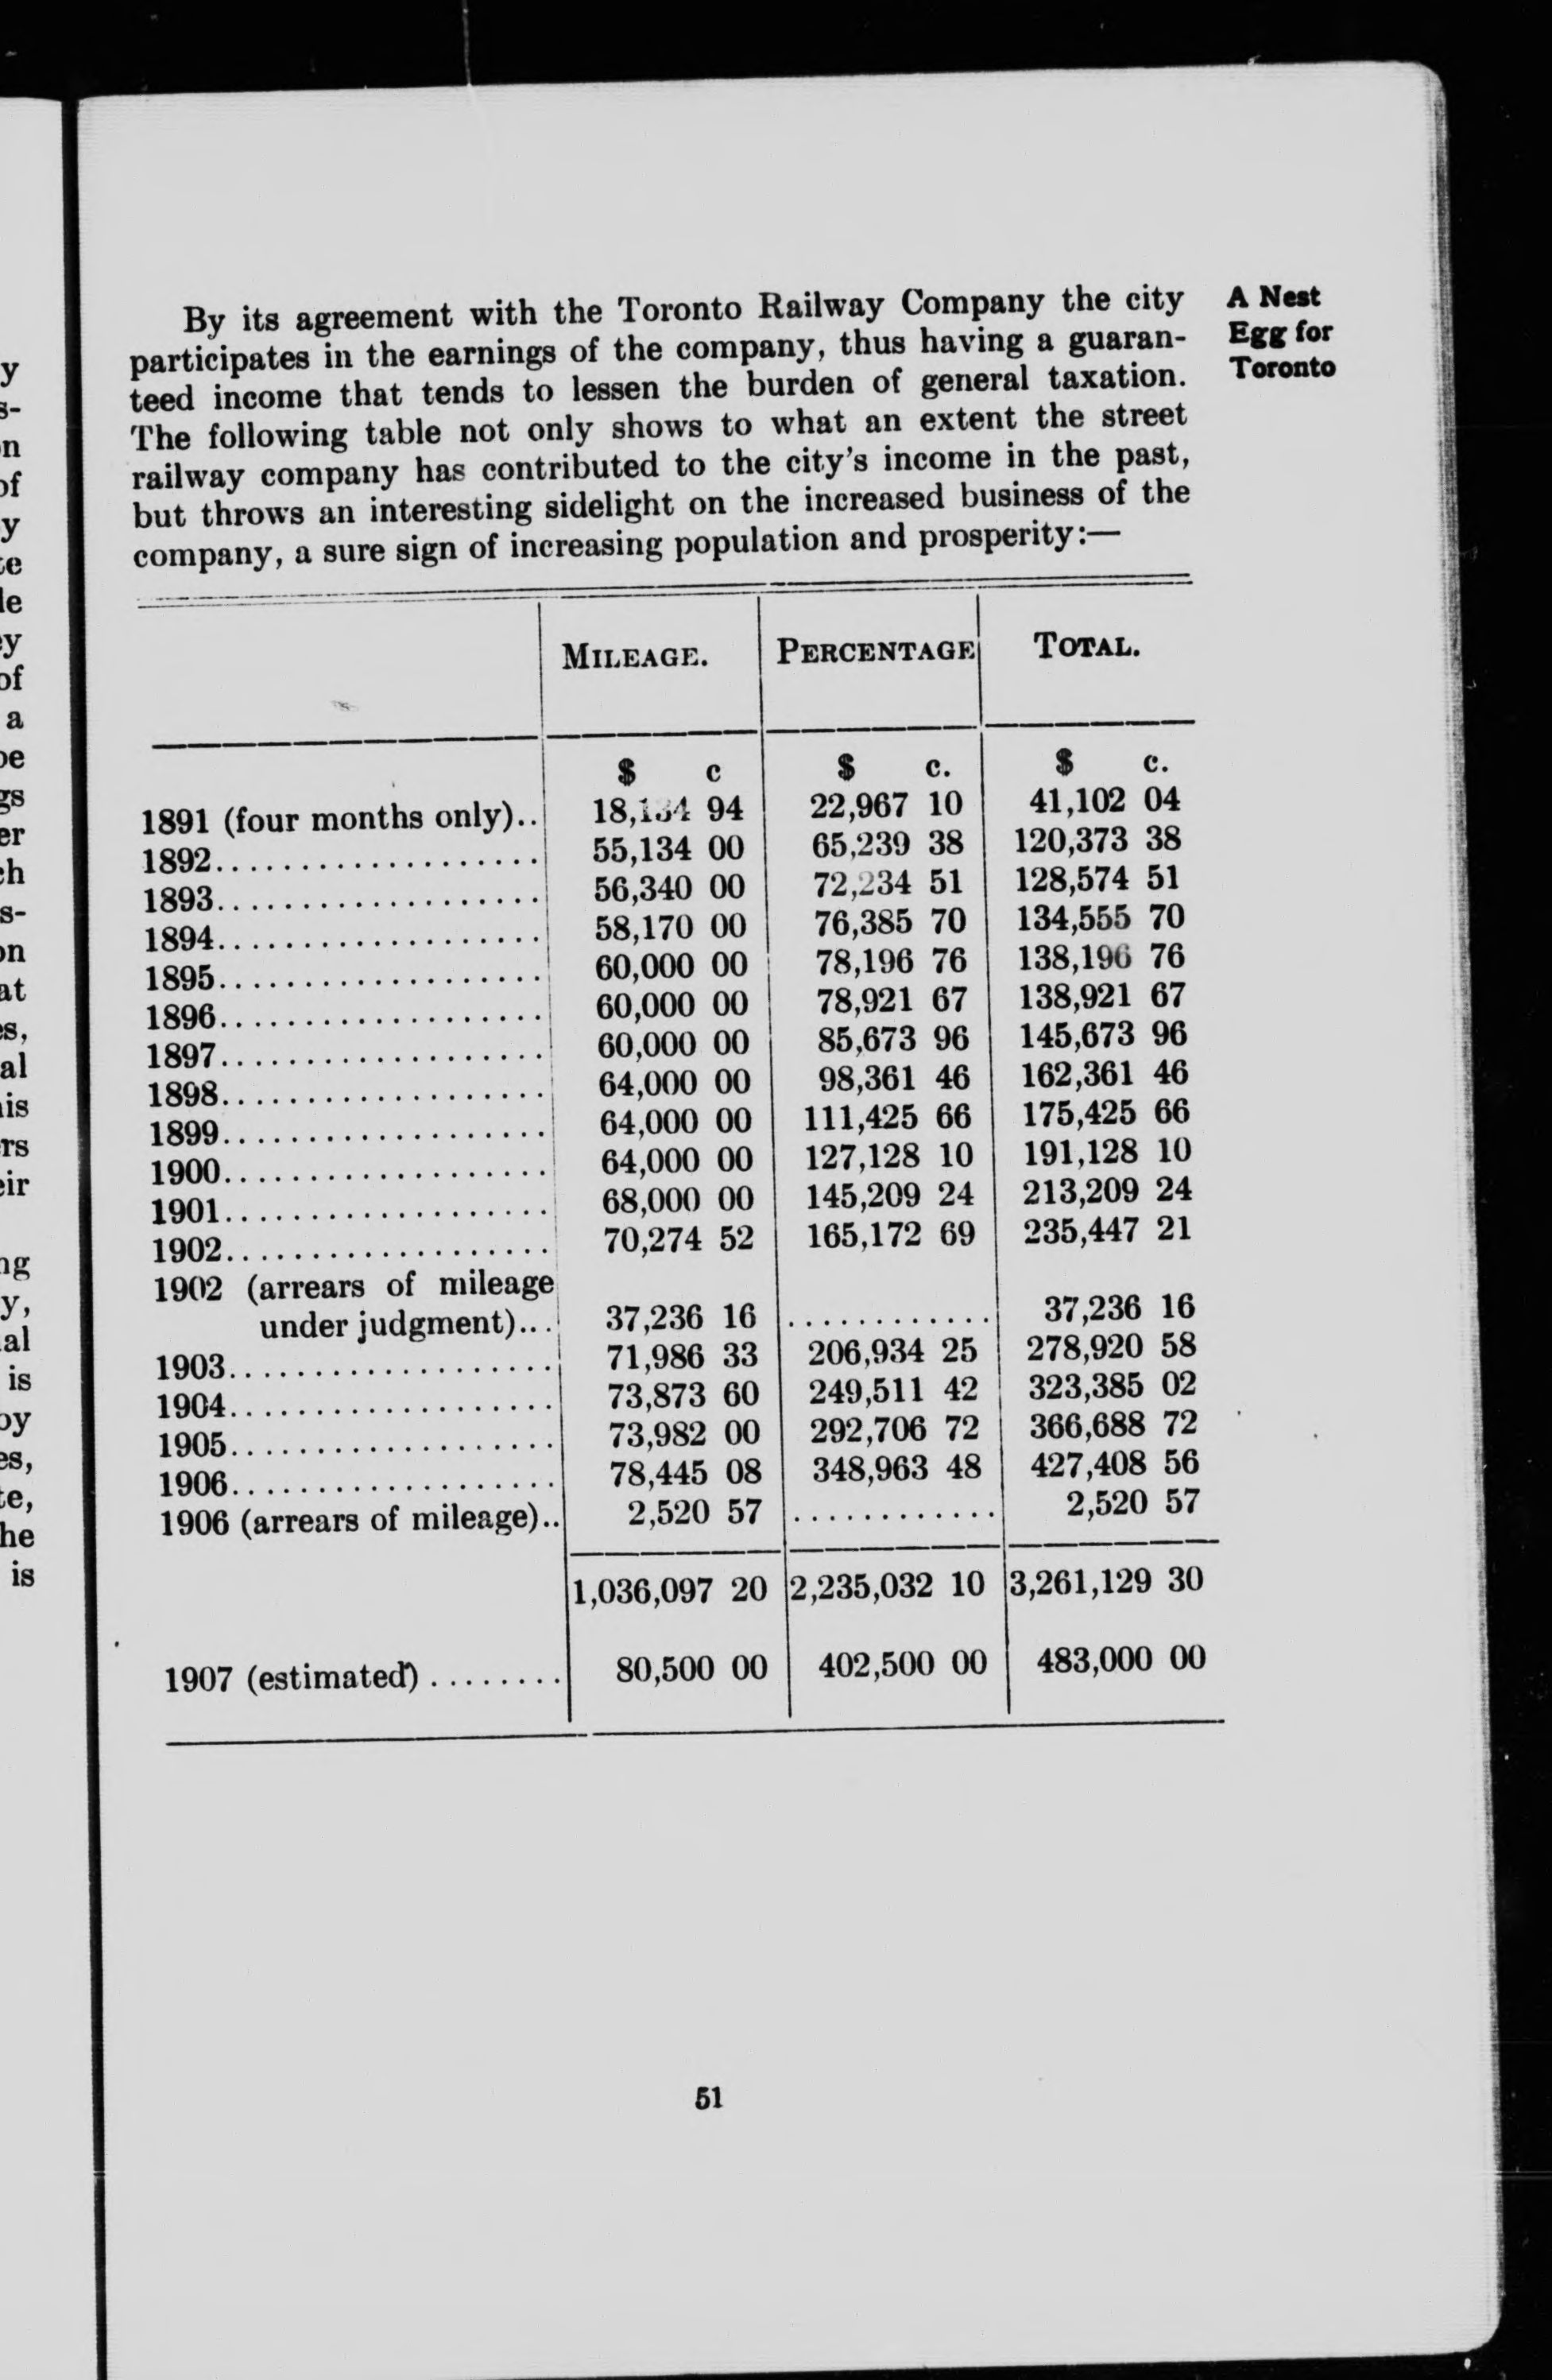 By its agreement with the Toronto Railway Company the city
participates in the earnings of the company, thus having a guaran-
teed income that tends to lessen the burden of general taxation.
The following table not only shows to what an extent the street
railway company has contributed to the city's income in the past,
but throws an interesting sidelight on the increased business of the
company, a sure sign of increasing population and prosperity:—
A Nest
Egg for
Toronto
MILEAGE. PERCENTAGE TOTAL.
$ c $ c. $ c.
1891 (four months only).. 18,134 94 22,967 10 41,102 04
1892................... 55,134 00 65,239 38 120,373 38
1893................... 56,340 00 72,234 51 128,574 51
1894................... 58,170 00 76,385 70 134,555 70
1895................... 60,000 00 78,196 76 138,196 76
1896................... 60,000 00 78,921 67 138,921 67
1897................... 60,000 00 85,673 96 145,673 96
1898................... 64,000 00 98,361 46 162,361 46
1899................... 64,000 00 111,425 66 175,425 66
1900................... 64,000 00 127,128 10 191,128 10
1901................... 68,000 00 145,209 24 213,209 24
1902................... 70,274 52 165,172 69 235,447 21
1902 (arrears of mileage
under judgment)... 37,236 16 ............ 37,236 16
1903................... 71,986 33 206,934 25 278,920 58
1904................... 73,873 60 249,511 42 323,385 02
1905................... 73,982 00 292,706 72 366,688 72
1906................... 78,445 08 348,963 48 427,408 56
1906 (arrears of mileage).. 2,520 57 ............ 2,520 57
1,036,097 20 2,235,032 10 3,261,129 30
1907 (estimated) ........ 80,500 00 402,500 00 483,000 00
51